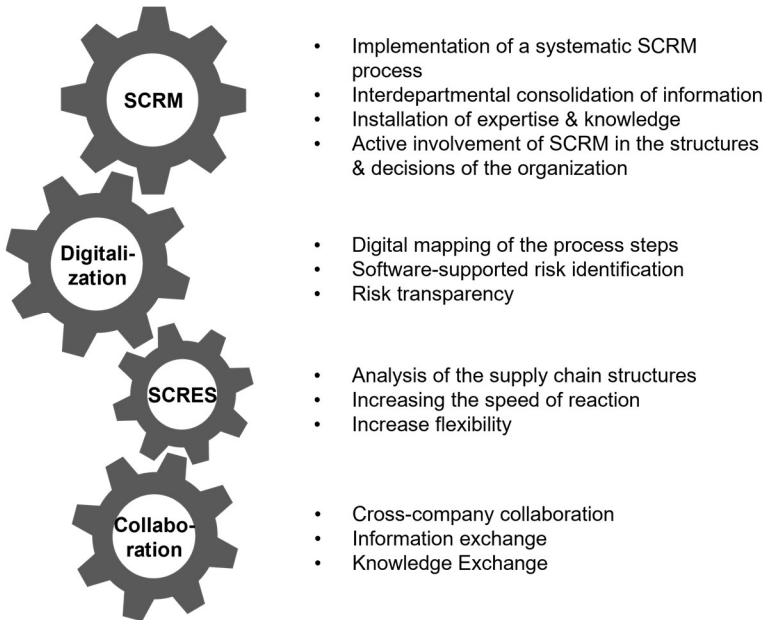 SCRM
• Implementation of a systematic SCRM
process
• Interdepartmental consolidation of information
• Installation of expertise & knowledge
• Active involvement of SCRM in the structures
& decisions of the organization
Digitali-
zation
• Digital mapping of the process steps
• Software-supported risk identification
• Risk transparency
SCRES
• Analysis of the supply chain structures
• Increasing the speed of reaction
• Increase flexibility
Collabo-
ration
• Cross-company collaboration
• Information exchange
• Knowledge Exchange